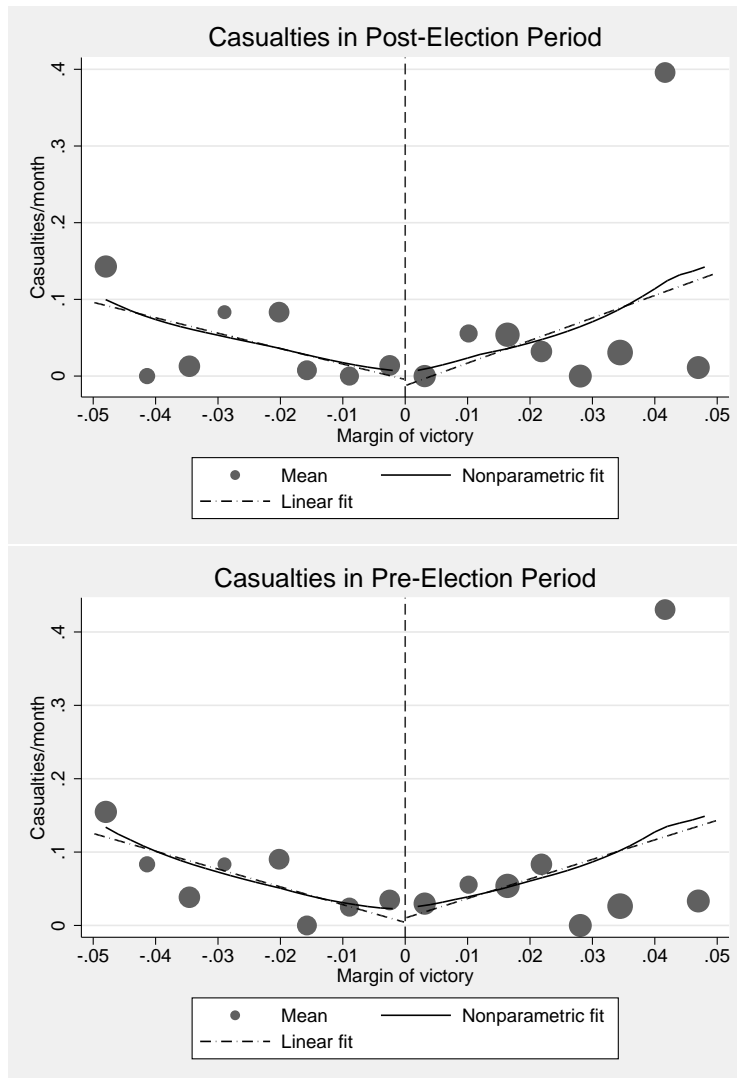 Casualties in Post-Election Period
.4
.3
.2
.1
0
Casualties/month
-.05 -.04 -.03 -.02 -.01 0 .01 .02 .03 .04 .05
Margin of victory
Mean Nonparametric fit
Linear fit
Casualties in Pre-Election Period
.4
.3
.2
.1
0
Casualties/month
-.05 -.04 -.03 -.02 -.01 0 .01 .02 .03 .04 .05
Margin of victory
Mean Nonparametric fit
Linear fit